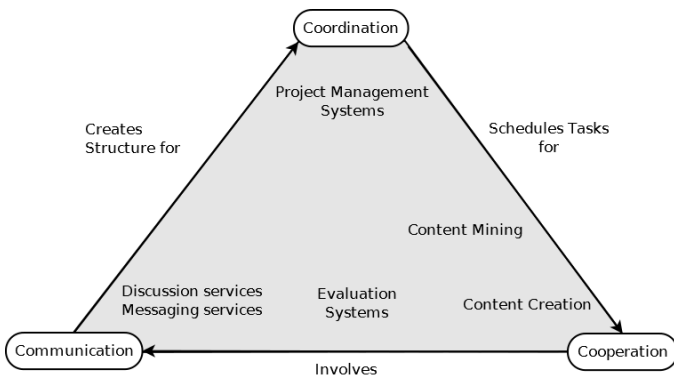 Coordination
Project Management
Systems
Creates
Structure for
Schedules Tasks
for
Content Mining
Discussion services
Messaging services
Evaluation
Systems
Content Creation
Communication
Cooperation
Involves